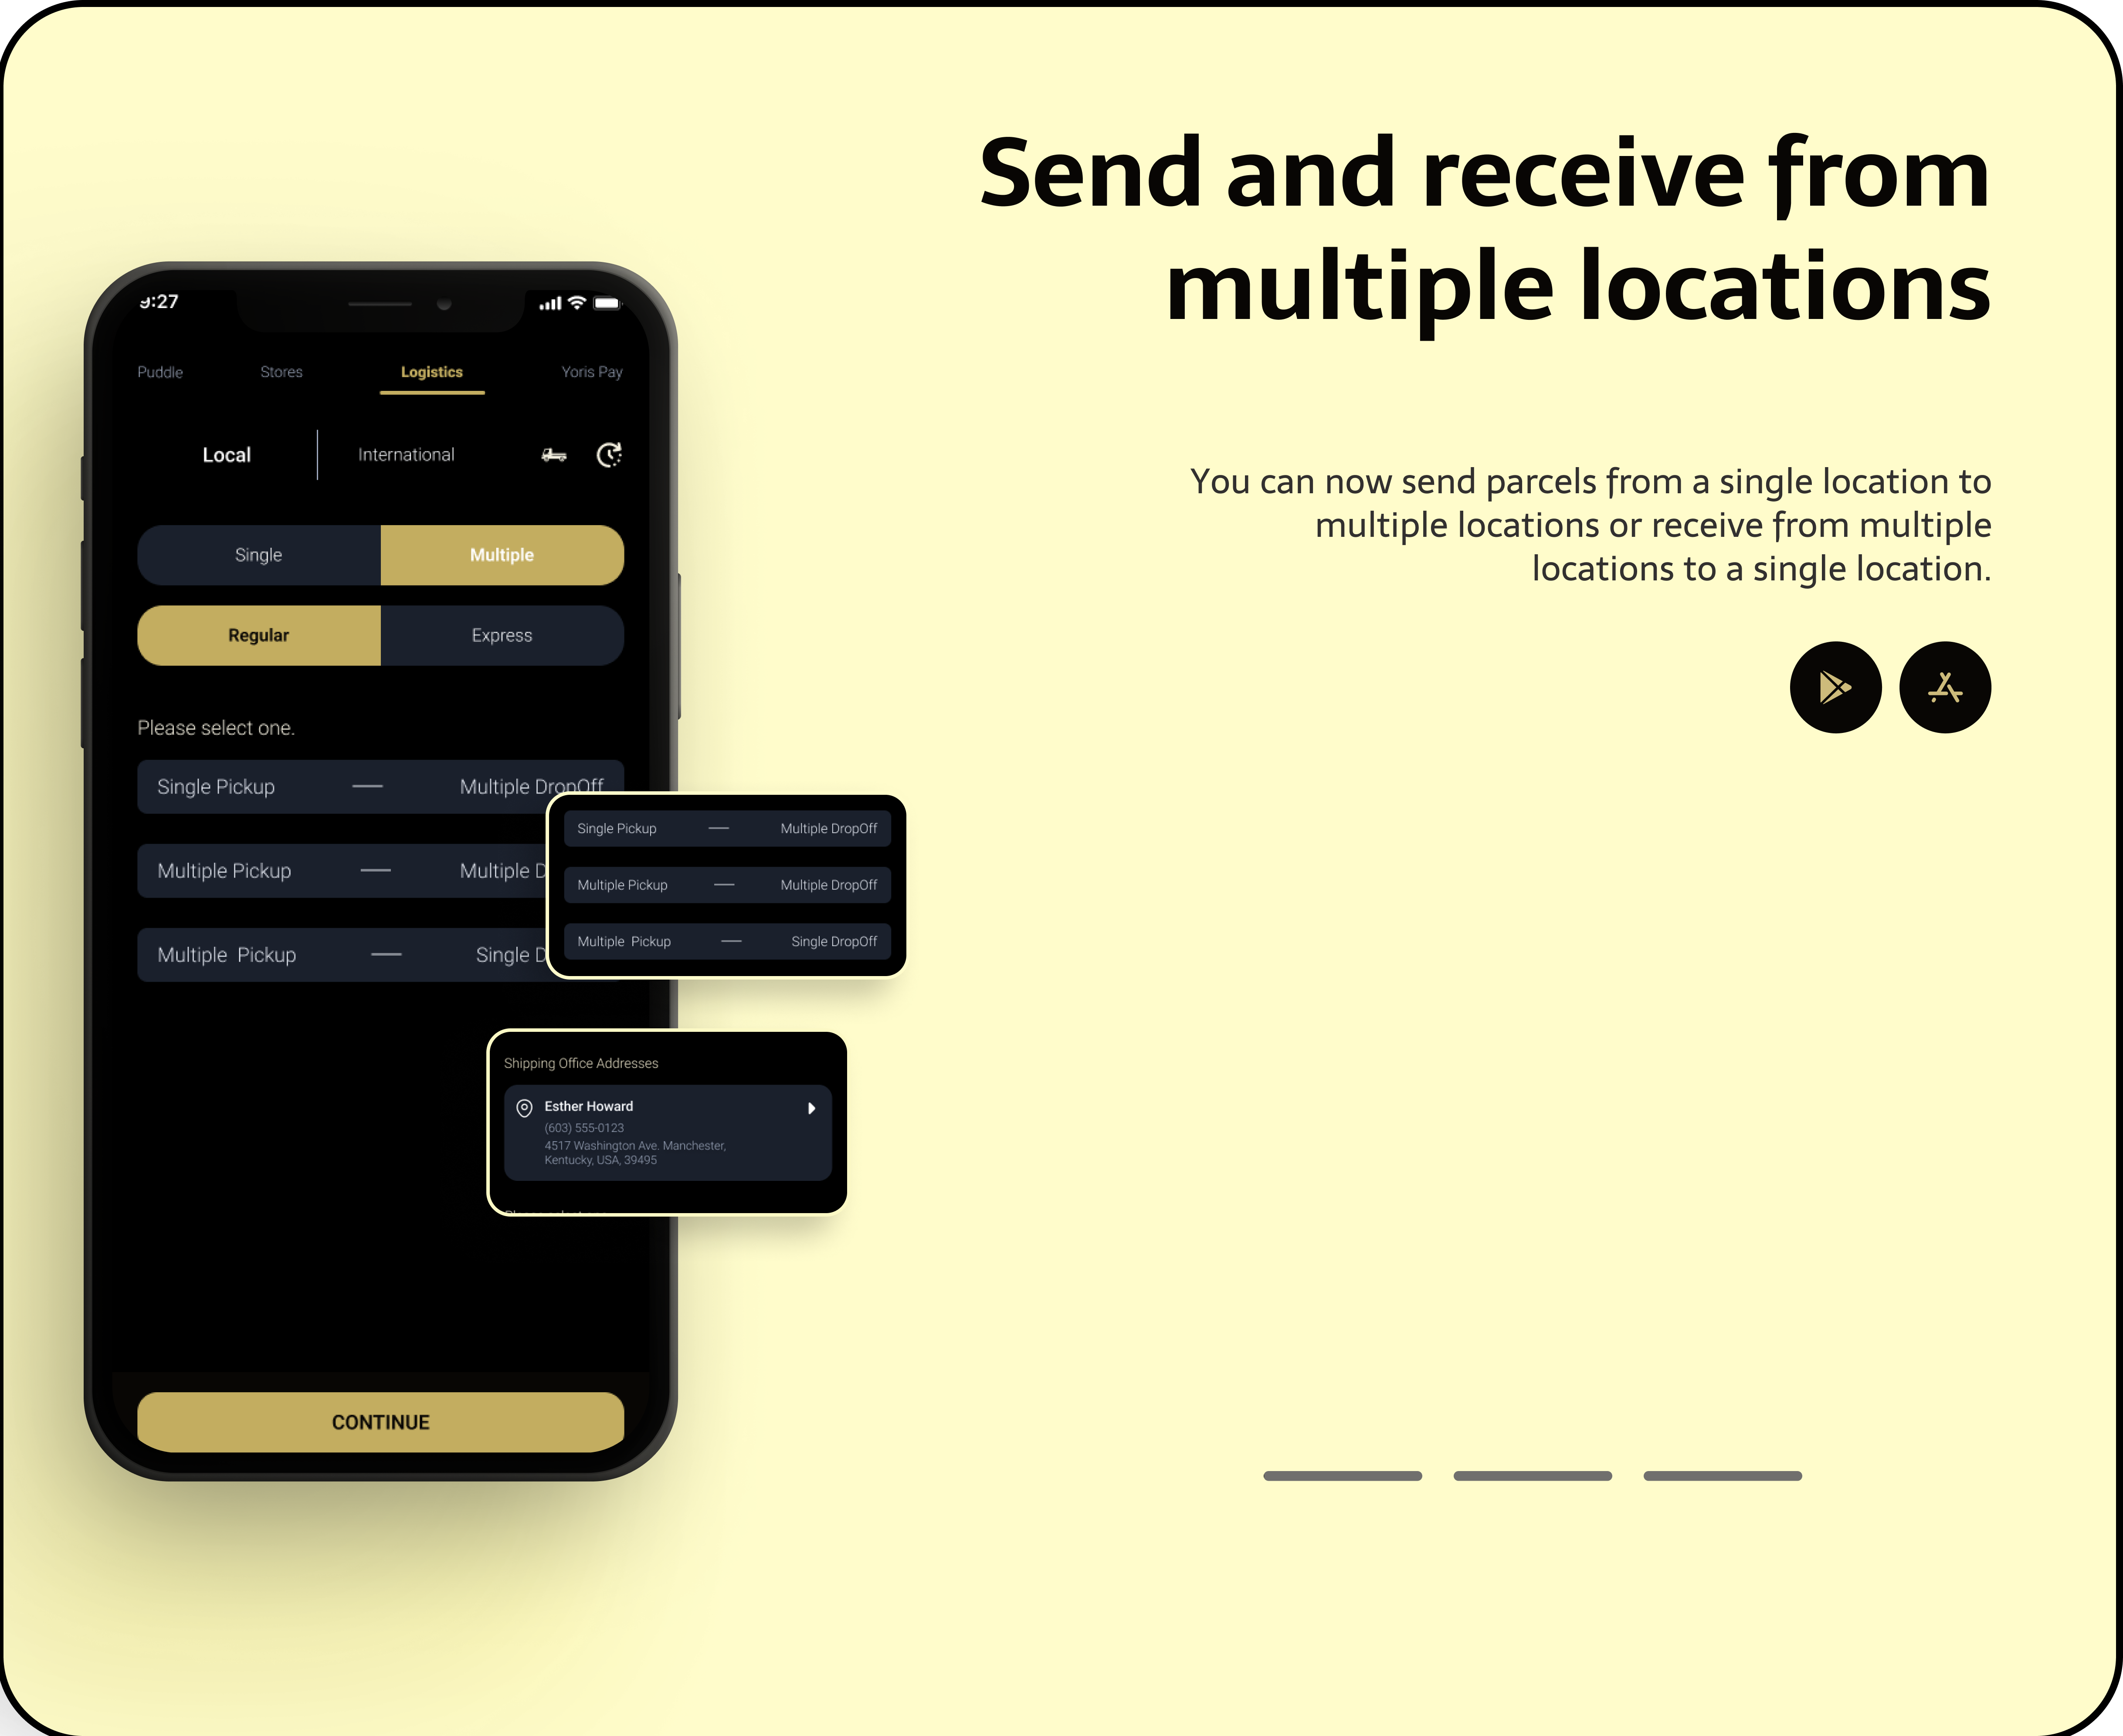 Send and receive from
multiple locations
You can now send parcels from a single location to
multiple locations or receive from multiple
locations to a single location.
9:27
Puddle Stores Logistics Yoris Pay
Local International
Single Multiple
Regular Express
Please select one.
Single Pickup — Multiple DropOff
Multiple Pickup — Multiple D
Multiple Pickup — Single D
Single Pickup — Multiple DropOff
Multiple Pickup — Multiple DropOff
Multiple Pickup — Single DropOff
Shipping Office Addresses
Esther Howard
(603) 555-0123
4517 Washington Ave. Manchester,
Kentucky, USA, 39495
CONTINUE